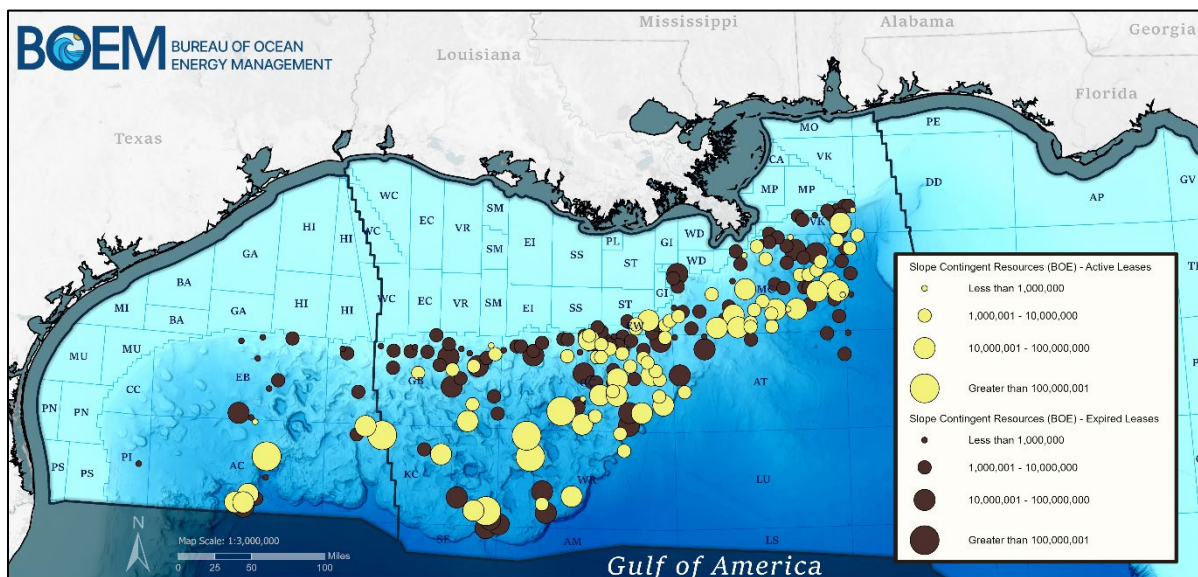 BOEM
BUREAU OF OCEAN
ENERGY MANAGEMENT
Mississippi
Alabama
Georgia
Louisiana
Texas
Florida
MO
PE
CA
VK
WC
MP
MP
DD
AP
GV
HI
EC
VR
SM
HI
WC
VK
GA
SM
EI
SS
PL
GI
WD
ST
WD
BA
GI
MI
BA
GA
HI
HI
WC
EC
VR
SM
EI
SS
ST
EW
MU
MU
CC
EB
GB
AT
PN
PN
PS
PS
PI
AC
KC
WR
LU
SE
AM
LS
Slope Contingent Resources (BOE) - Active Leases
Less than 1,000,000
1,000,001 - 10,000,000
10,000,001 - 100,000,000
Greater than 100,000,001
Slope Contingent Resources (BOE) - Expired Leases
Less than 1,000,000
1,000,001 - 10,000,000
10,000,001 - 100,000,000
Greater than 100,000,001
N
Map Scale: 1:3,000,000
Miles
0 25 50 100
Gulf of America